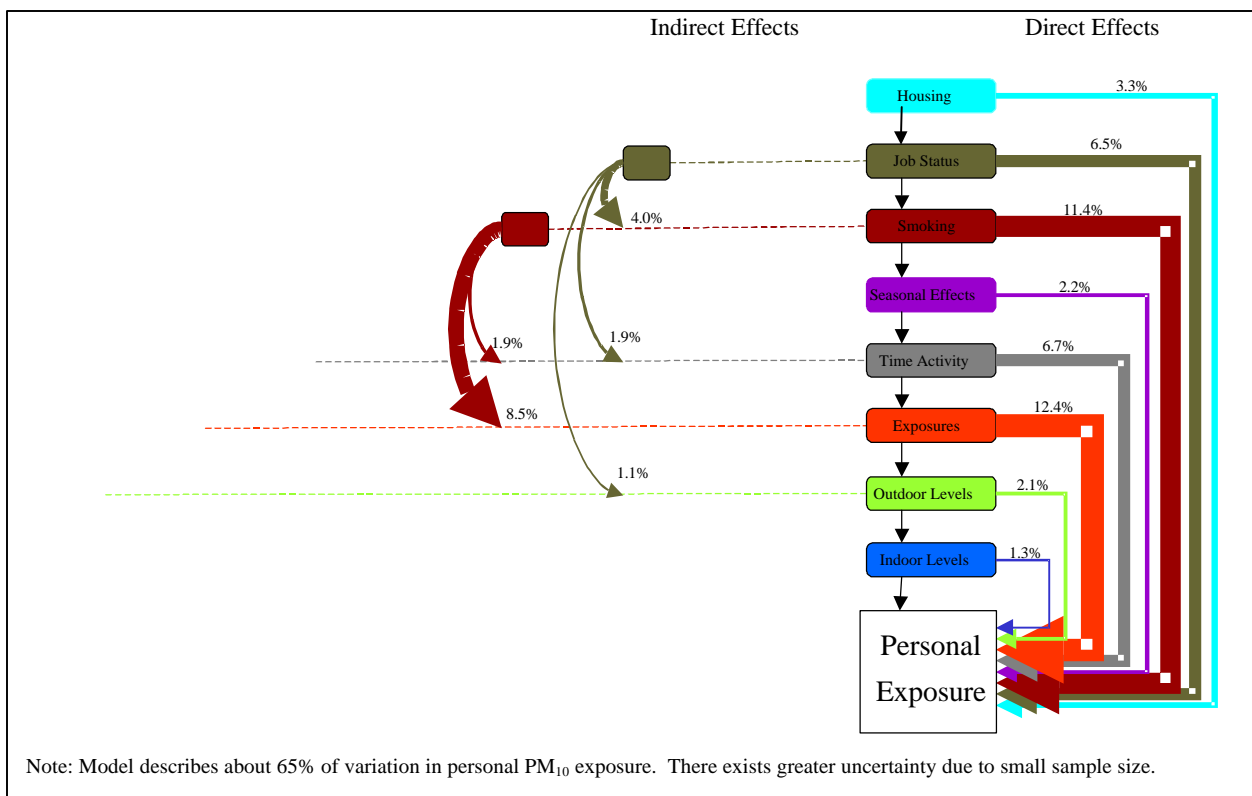 Indirect Effects
Direct Effects
Housing
3.3%
Job Status
6.5%
4.0%
Smoking
11.4%
Seasonal Effects
2.2%
1.9%
1.9%
Time Activity
6.7%
8.5%
Exposures
12.4%
1.1%
Outdoor Levels
2.1%
Indoor Levels
1.3%
Personal
Exposure
Note: Model describes about 65% of variation in personal PM10 exposure. There exists greater uncertainty due to small sample size.